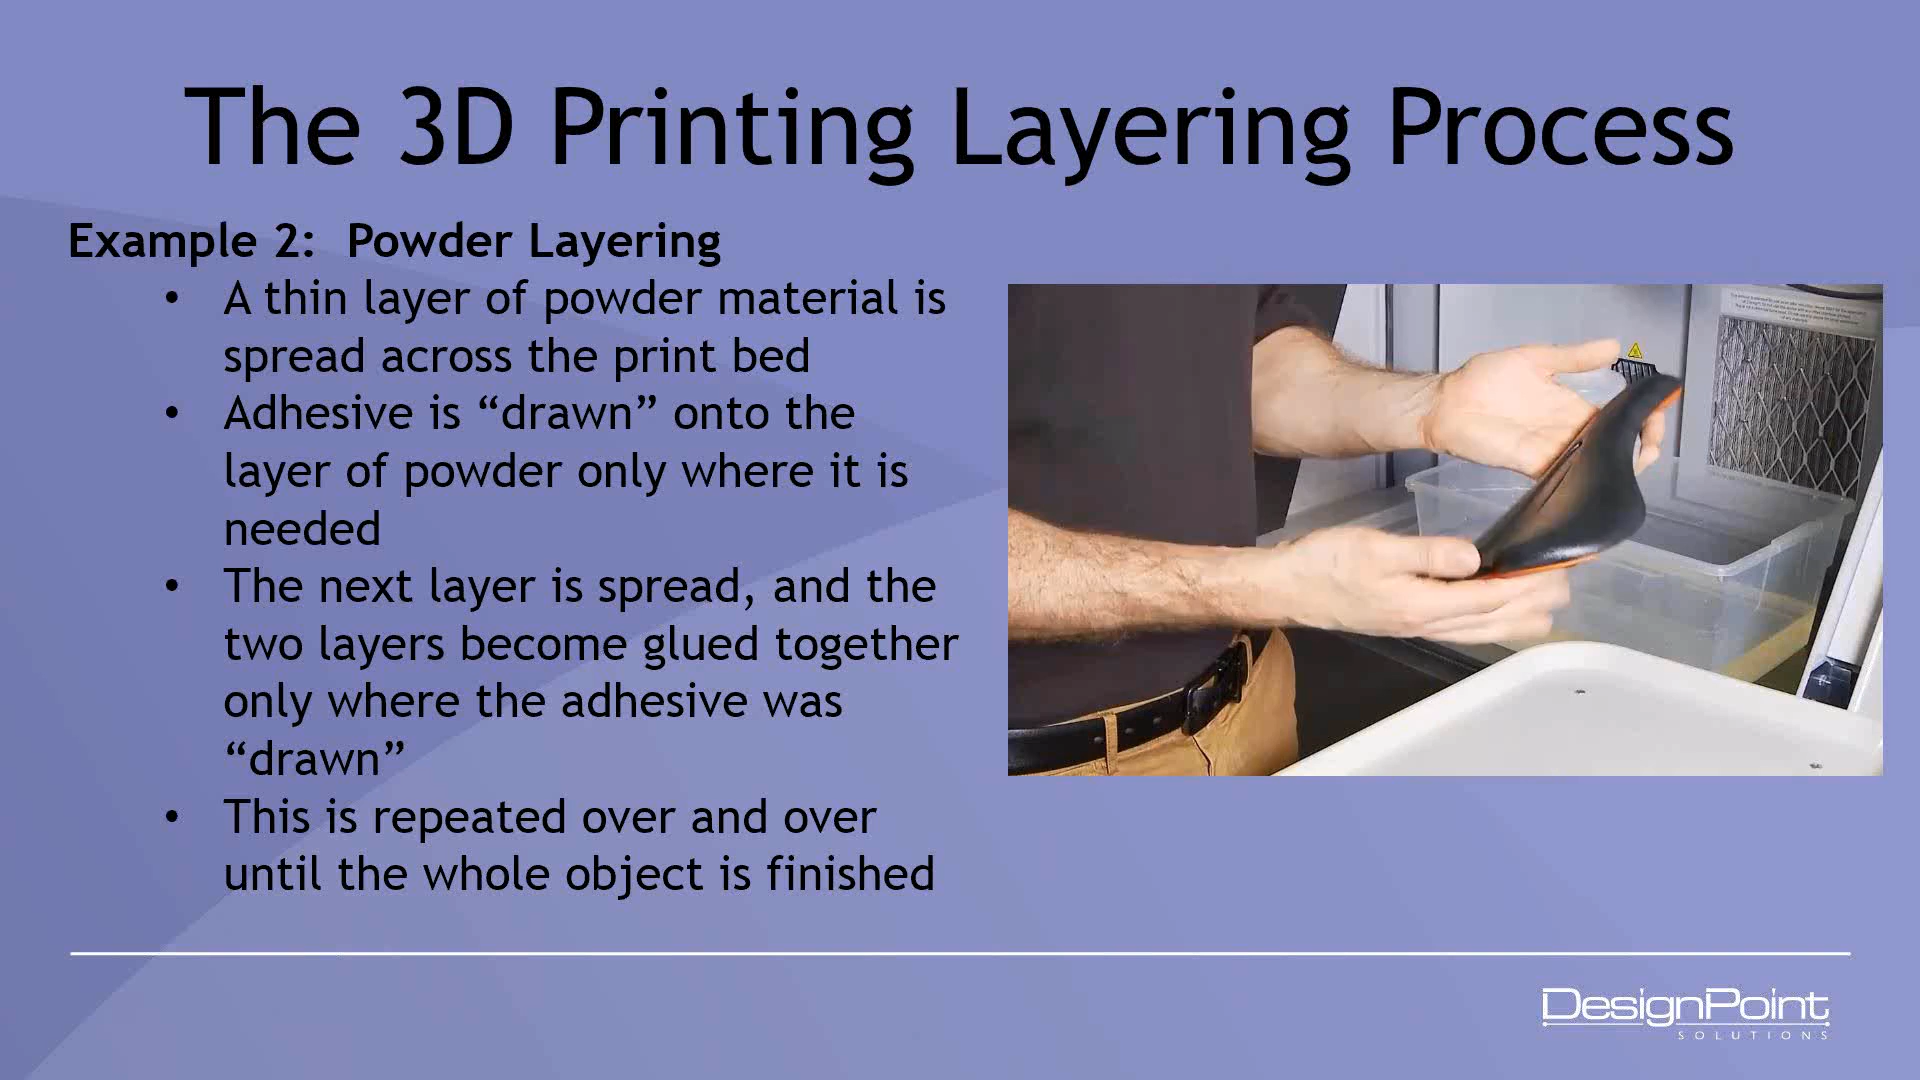 The 3D Printing Layering Process
Example 2:  Powder Layering
• A thin layer of powder material is
spread across the print bed
• Adhesive is “drawn” onto the
layer of powder only where it is
needed
• The next layer is spread, and the
two layers become glued together
only where the adhesive was
“drawn”
• This is repeated over and over
until the whole object is finished
DesignPoint
SOLUTIONS